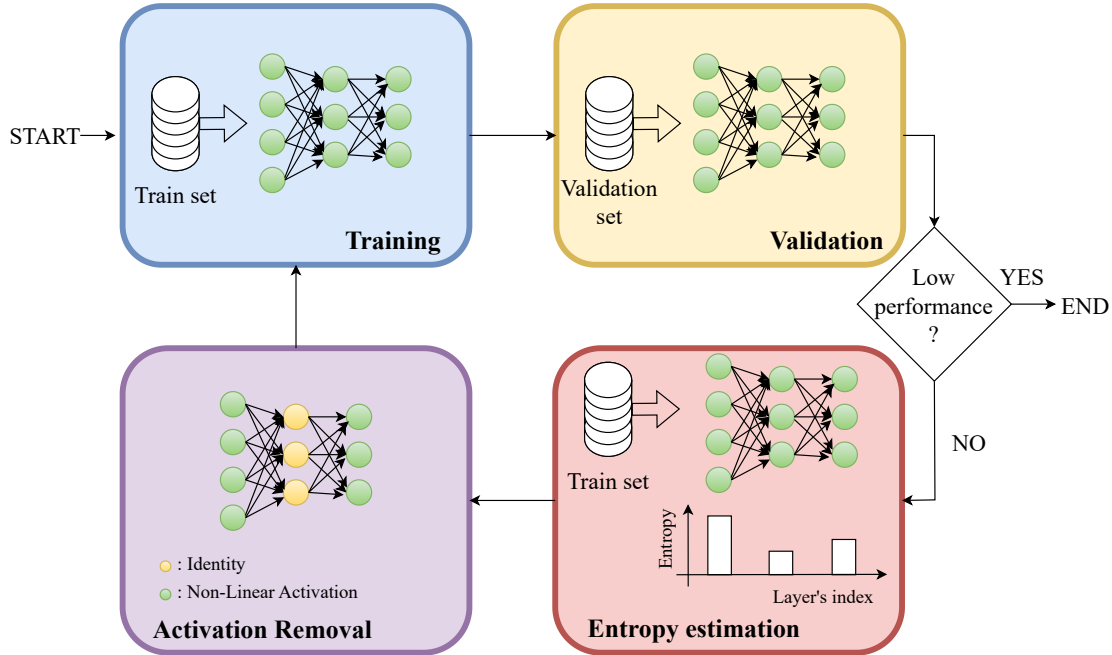 START
Train set
Training
Validation
set
Validation
Low
performance
?
YES
END
NO
Train set
Entropy
Layer's index
Entropy estimation
: Identity
: Non-Linear Activation
Activation Removal